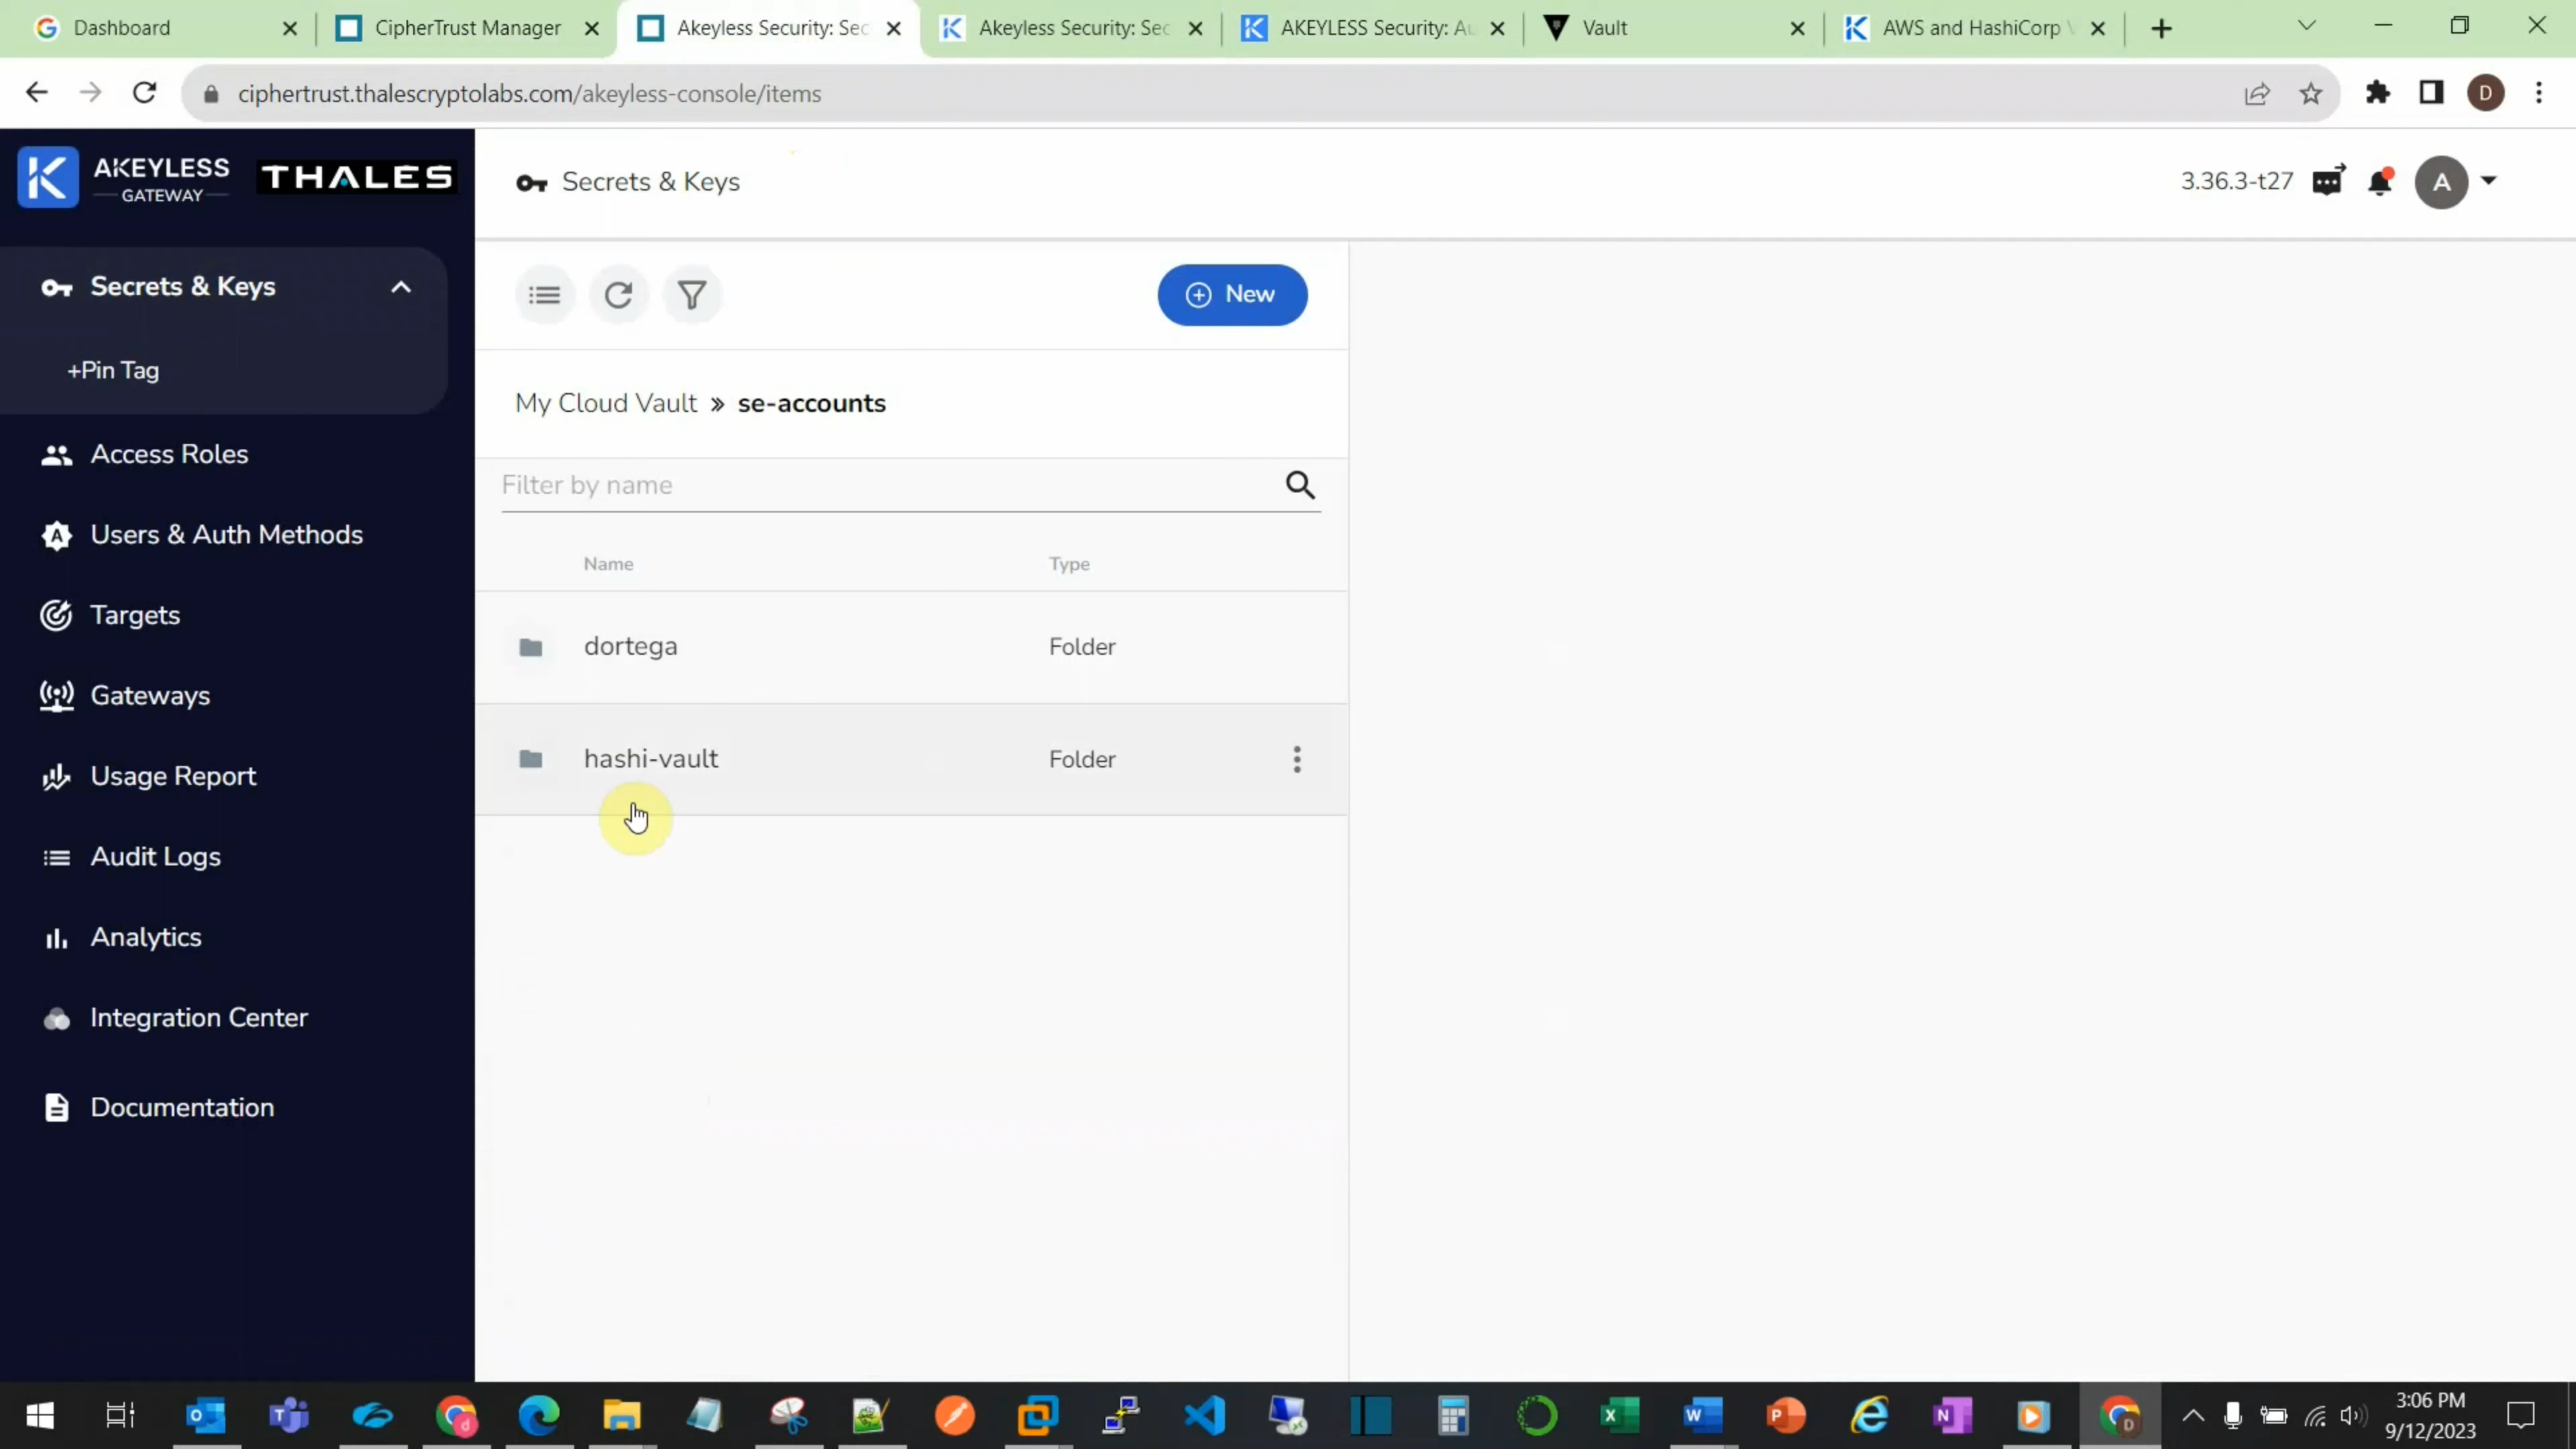 Dashboard
CipherTrust Manager
Akeyless Security: Sec
Akeyless Security: Sec
AKEYLESS Security: Au
Vault
AWS and HashiCorp V
ciphertrust.thalescryptolabs.com/akeyless-console/items
D
AKEYLESS
GATEWAY
THALES
Secrets & Keys
3.36.3-t27
A
Secrets & Keys
+Pin Tag
Access Roles
Users & Auth Methods
Targets
Gateways
Usage Report
Audit Logs
Analytics
Integration Center
Documentation
New
My Cloud Vault » se-accounts
Filter by name
Name Type
dortega Folder
hashi-vault Folder
3:06 PM
9/12/2023